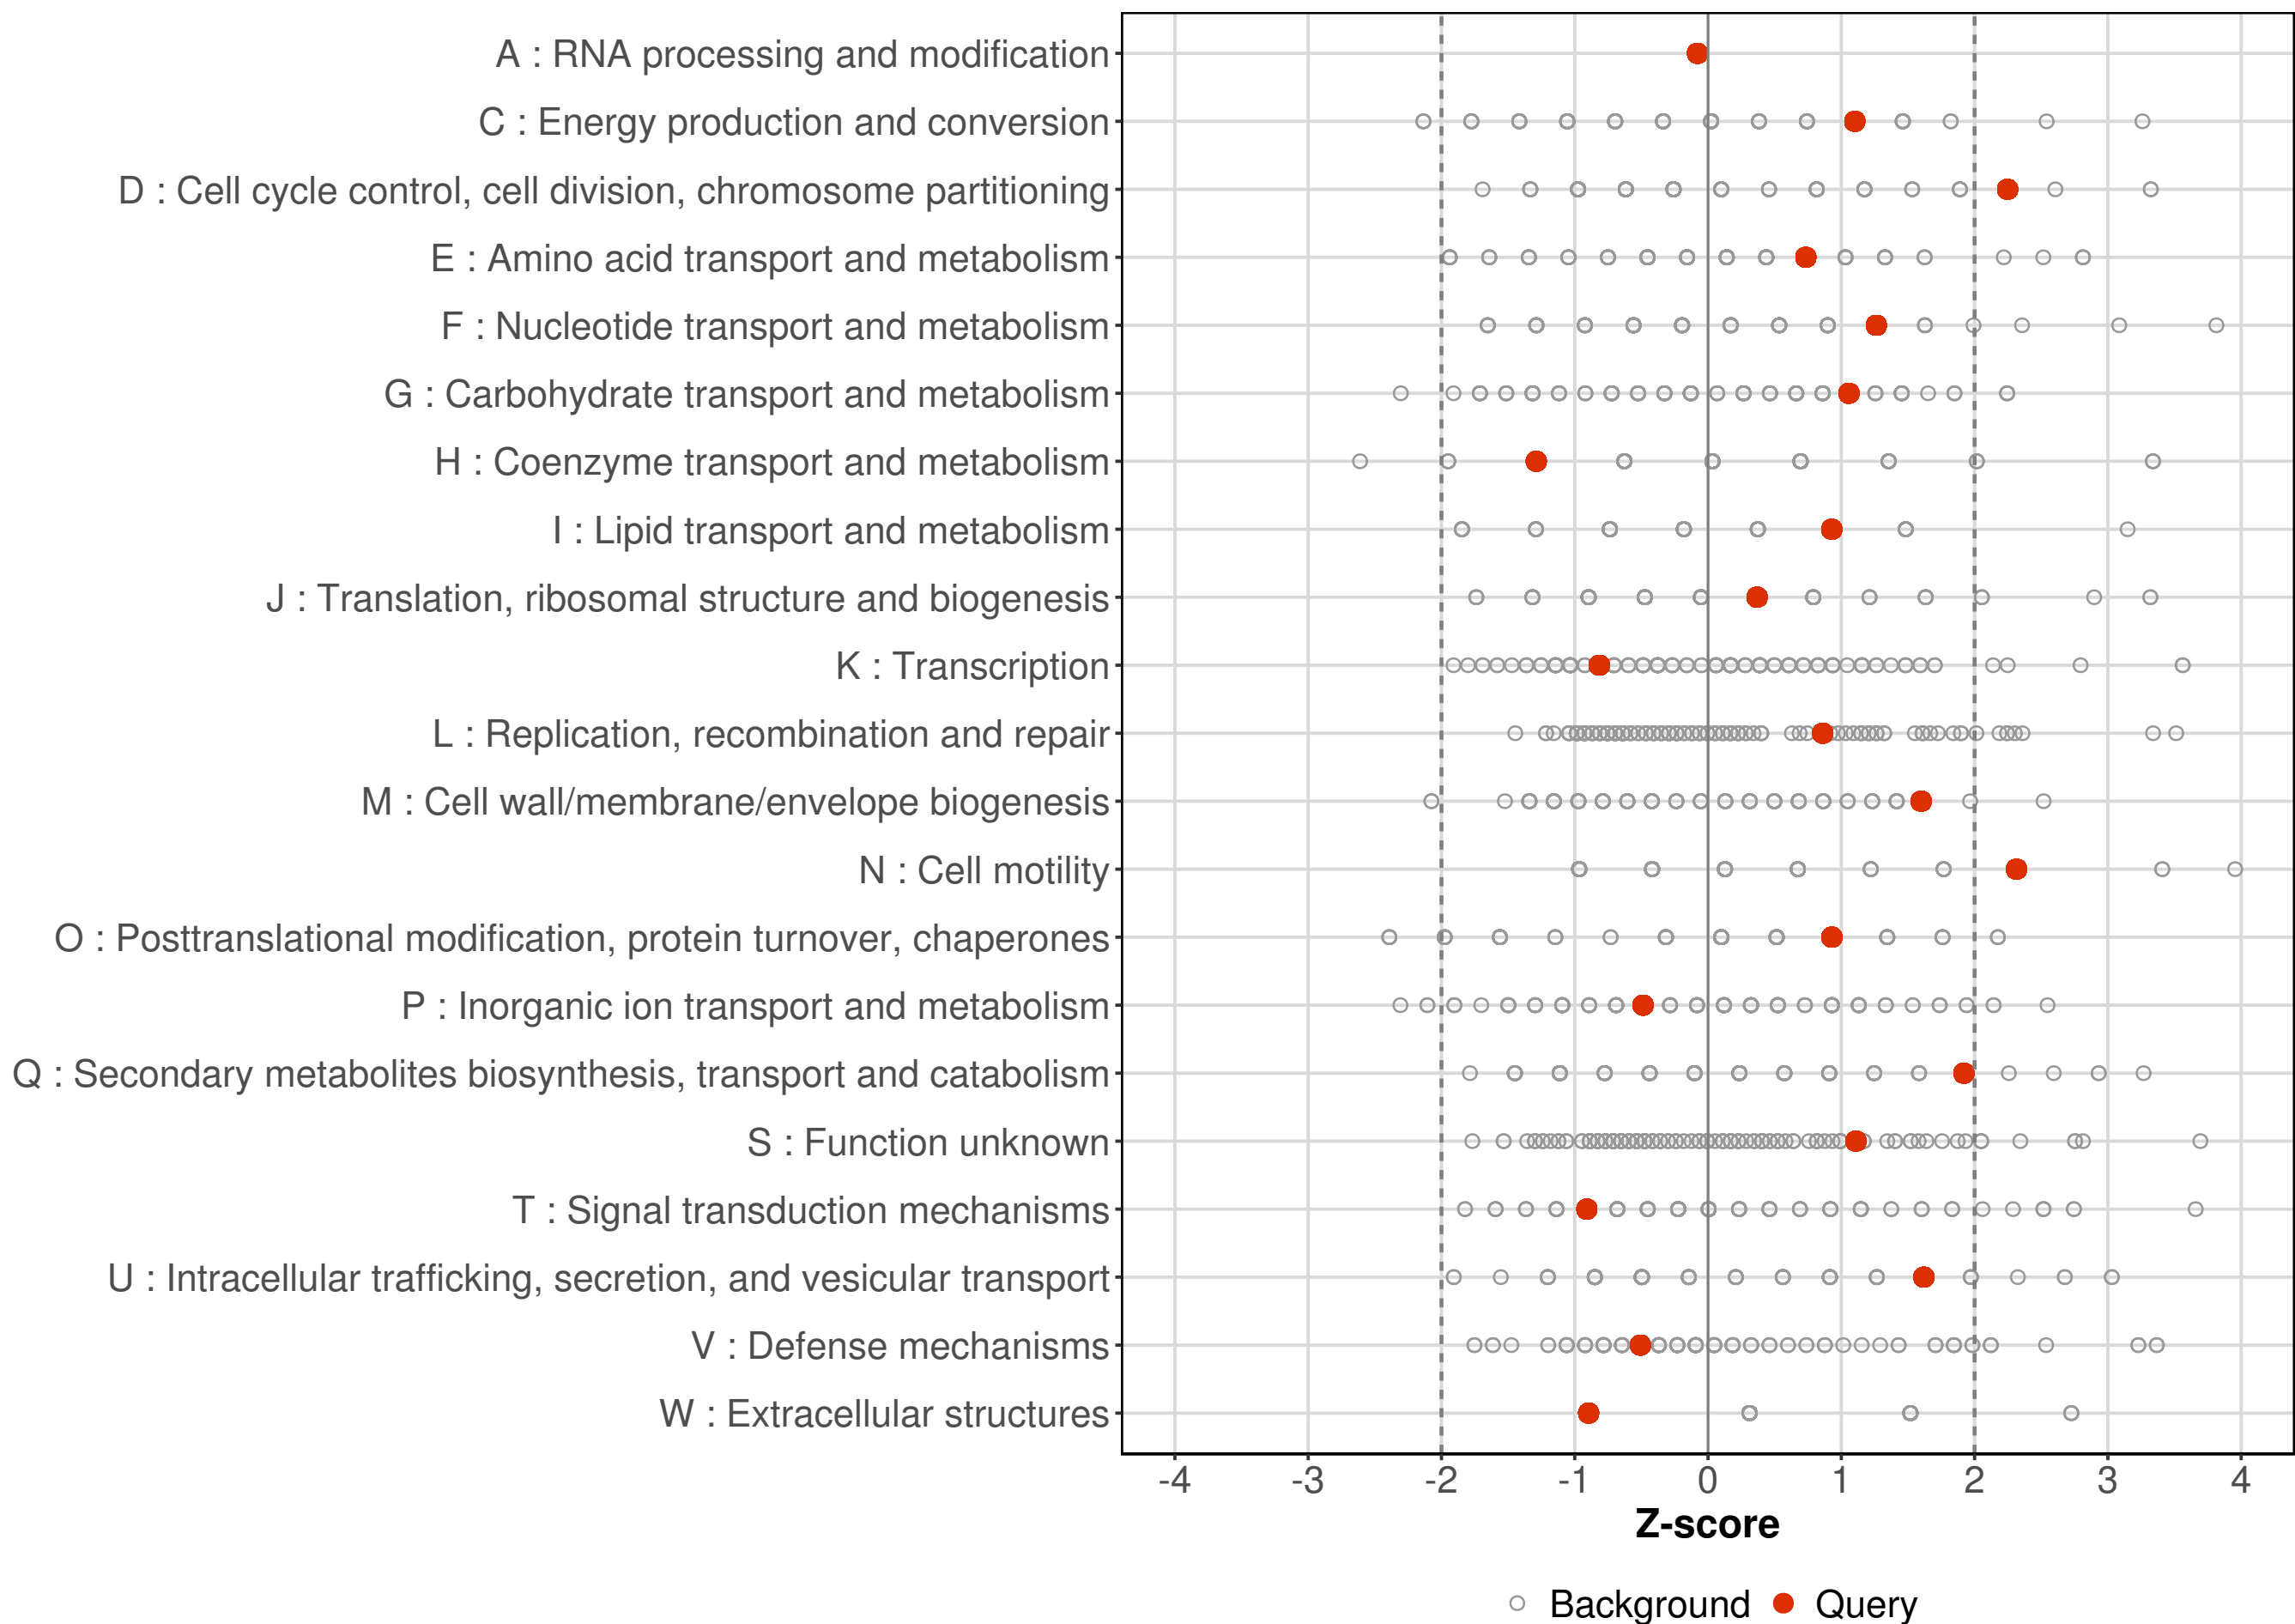 A : RNA processing and modification
C : Energy production and conversion
D : Cell cycle control, cell division, chromosome partitioning
E : Amino acid transport and metabolism
F : Nucleotide transport and metabolism
G : Carbohydrate transport and metabolism
H : Coenzyme transport and metabolism
I : Lipid transport and metabolism
J : Translation, ribosomal structure and biogenesis
K : Transcription
L : Replication, recombination and repair
M : Cell wall/membrane/envelope biogenesis
N : Cell motility
O : Posttranslational modification, protein turnover, chaperones
P : Inorganic ion transport and metabolism
Q : Secondary metabolites biosynthesis, transport and catabolism
S : Function unknown
T : Signal transduction mechanisms
U : Intracellular trafficking, secretion, and vesicular transport
V : Defense mechanisms
W : Extracellular structures
-4 -3 -2 -1 0 1 2 3 4
Z-score
Background Query